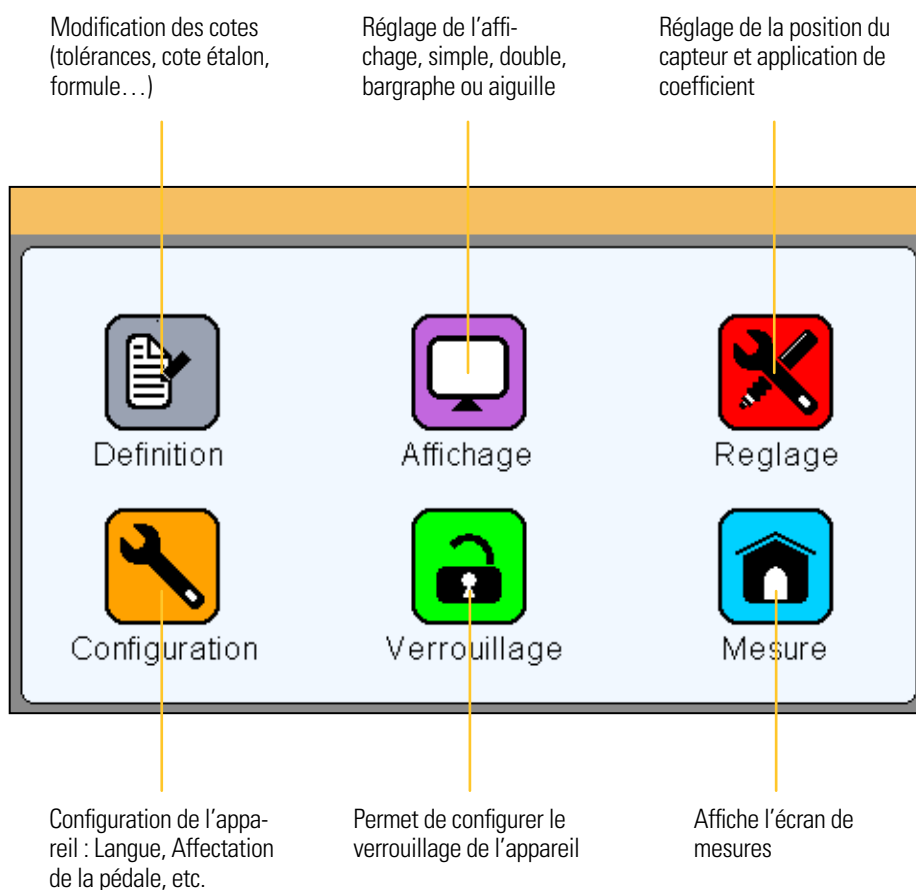 Modification des cotes
(tolérances, cote étalon,
formule…)
Réglage de l’affi-
chage, simple, double,
bargraphe ou aiguille
Réglage de la position du
capteur et application de
coefficient
Definition
Affichage
Reglage
Configuration
Verrouillage
Mesure
Configuration de l’appa-
reil : Langue, Affectation
de la pédale, etc.
Permet de configurer le
verrouillage de l’appareil
Affiche l’écran de
mesures